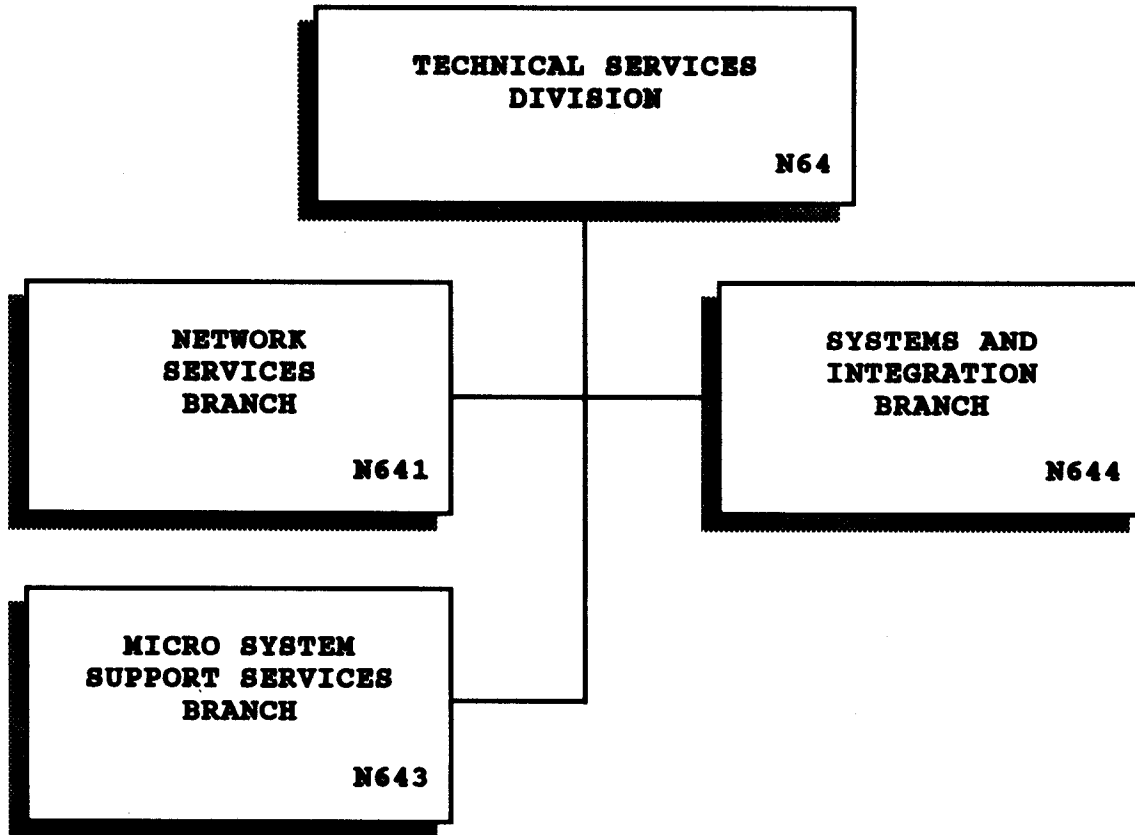 TECHNICAL SERVICES
DIVISION
N64
NETWORK
SERVICES
BRANCH
N641
SYSTEMS AND
INTEGRATION
BRANCH
N644
MICRO SYSTEM
SUPPORT SERVICES
BRANCH
N643